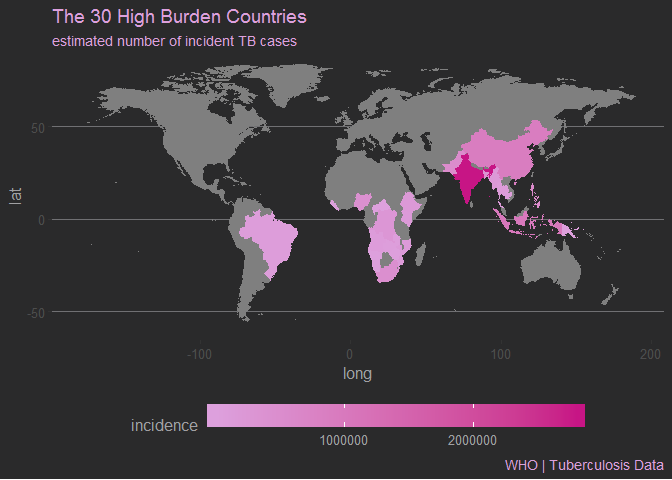 The 30 High Burden Countries
estimated number of incident TB cases
50
0
-50
lat
-100 0 100 200
long
incidence
1000000 2000000
WHO | Tuberculosis Data